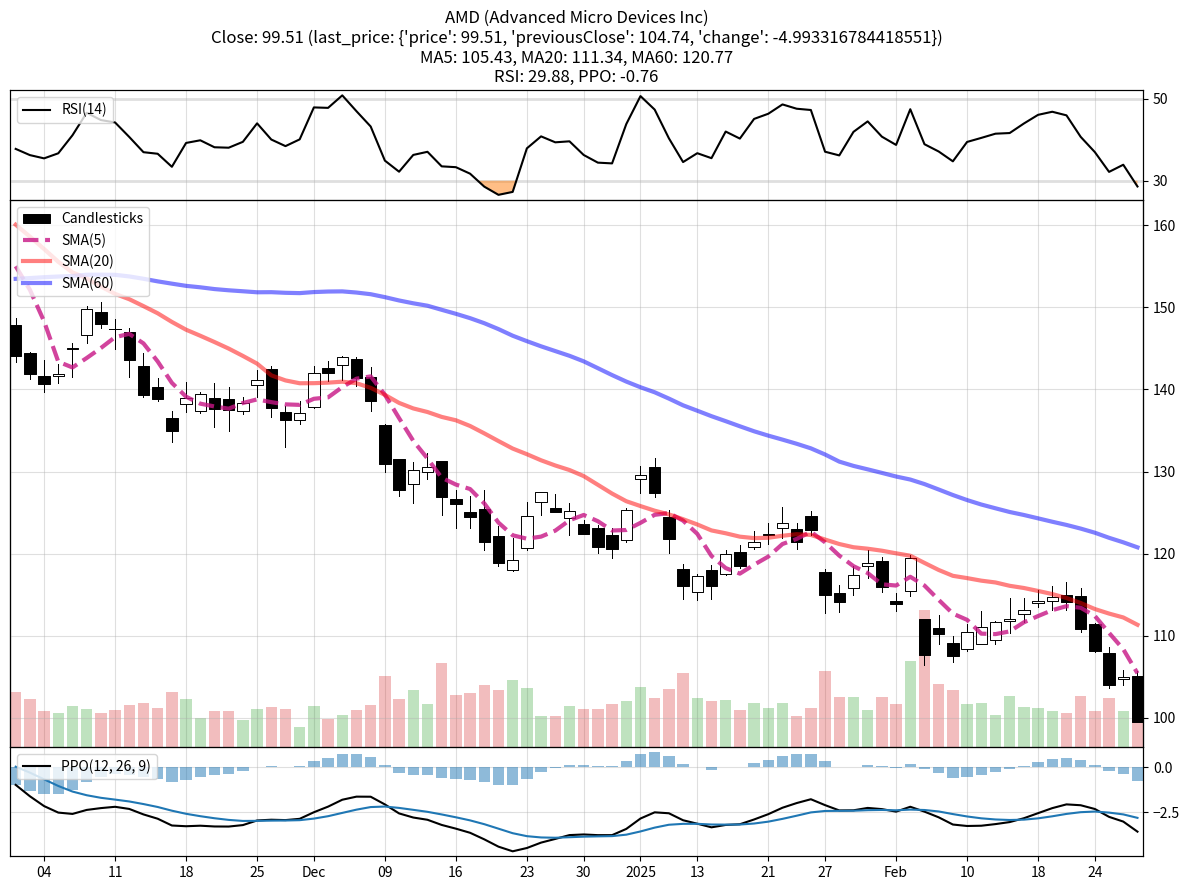 AMD (Advanced Micro Devices Inc)
Close: 99.51 (last_price: {'price': 99.51, 'previousClose': 104.74, 'change': -4.993316784418551})
MA5: 105.43, MA20: 111.34, MA60: 120.77
RSI: 29.88, PPO: -0.76
RSI(14)
50
30
Candlesticks
SMA(5)
SMA(20)
SMA(60)
160
150
140
130
120
110
100
PPO(12, 26, 9)
0.0
−2.5
04 11 18 25 Dec 09 16 23 30 2025 13 21 27 Feb 10 18 24